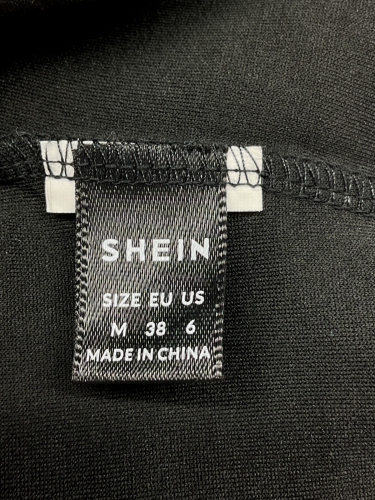 SHEIN
SIZE EU US
M 38 6
MADE IN CHINA